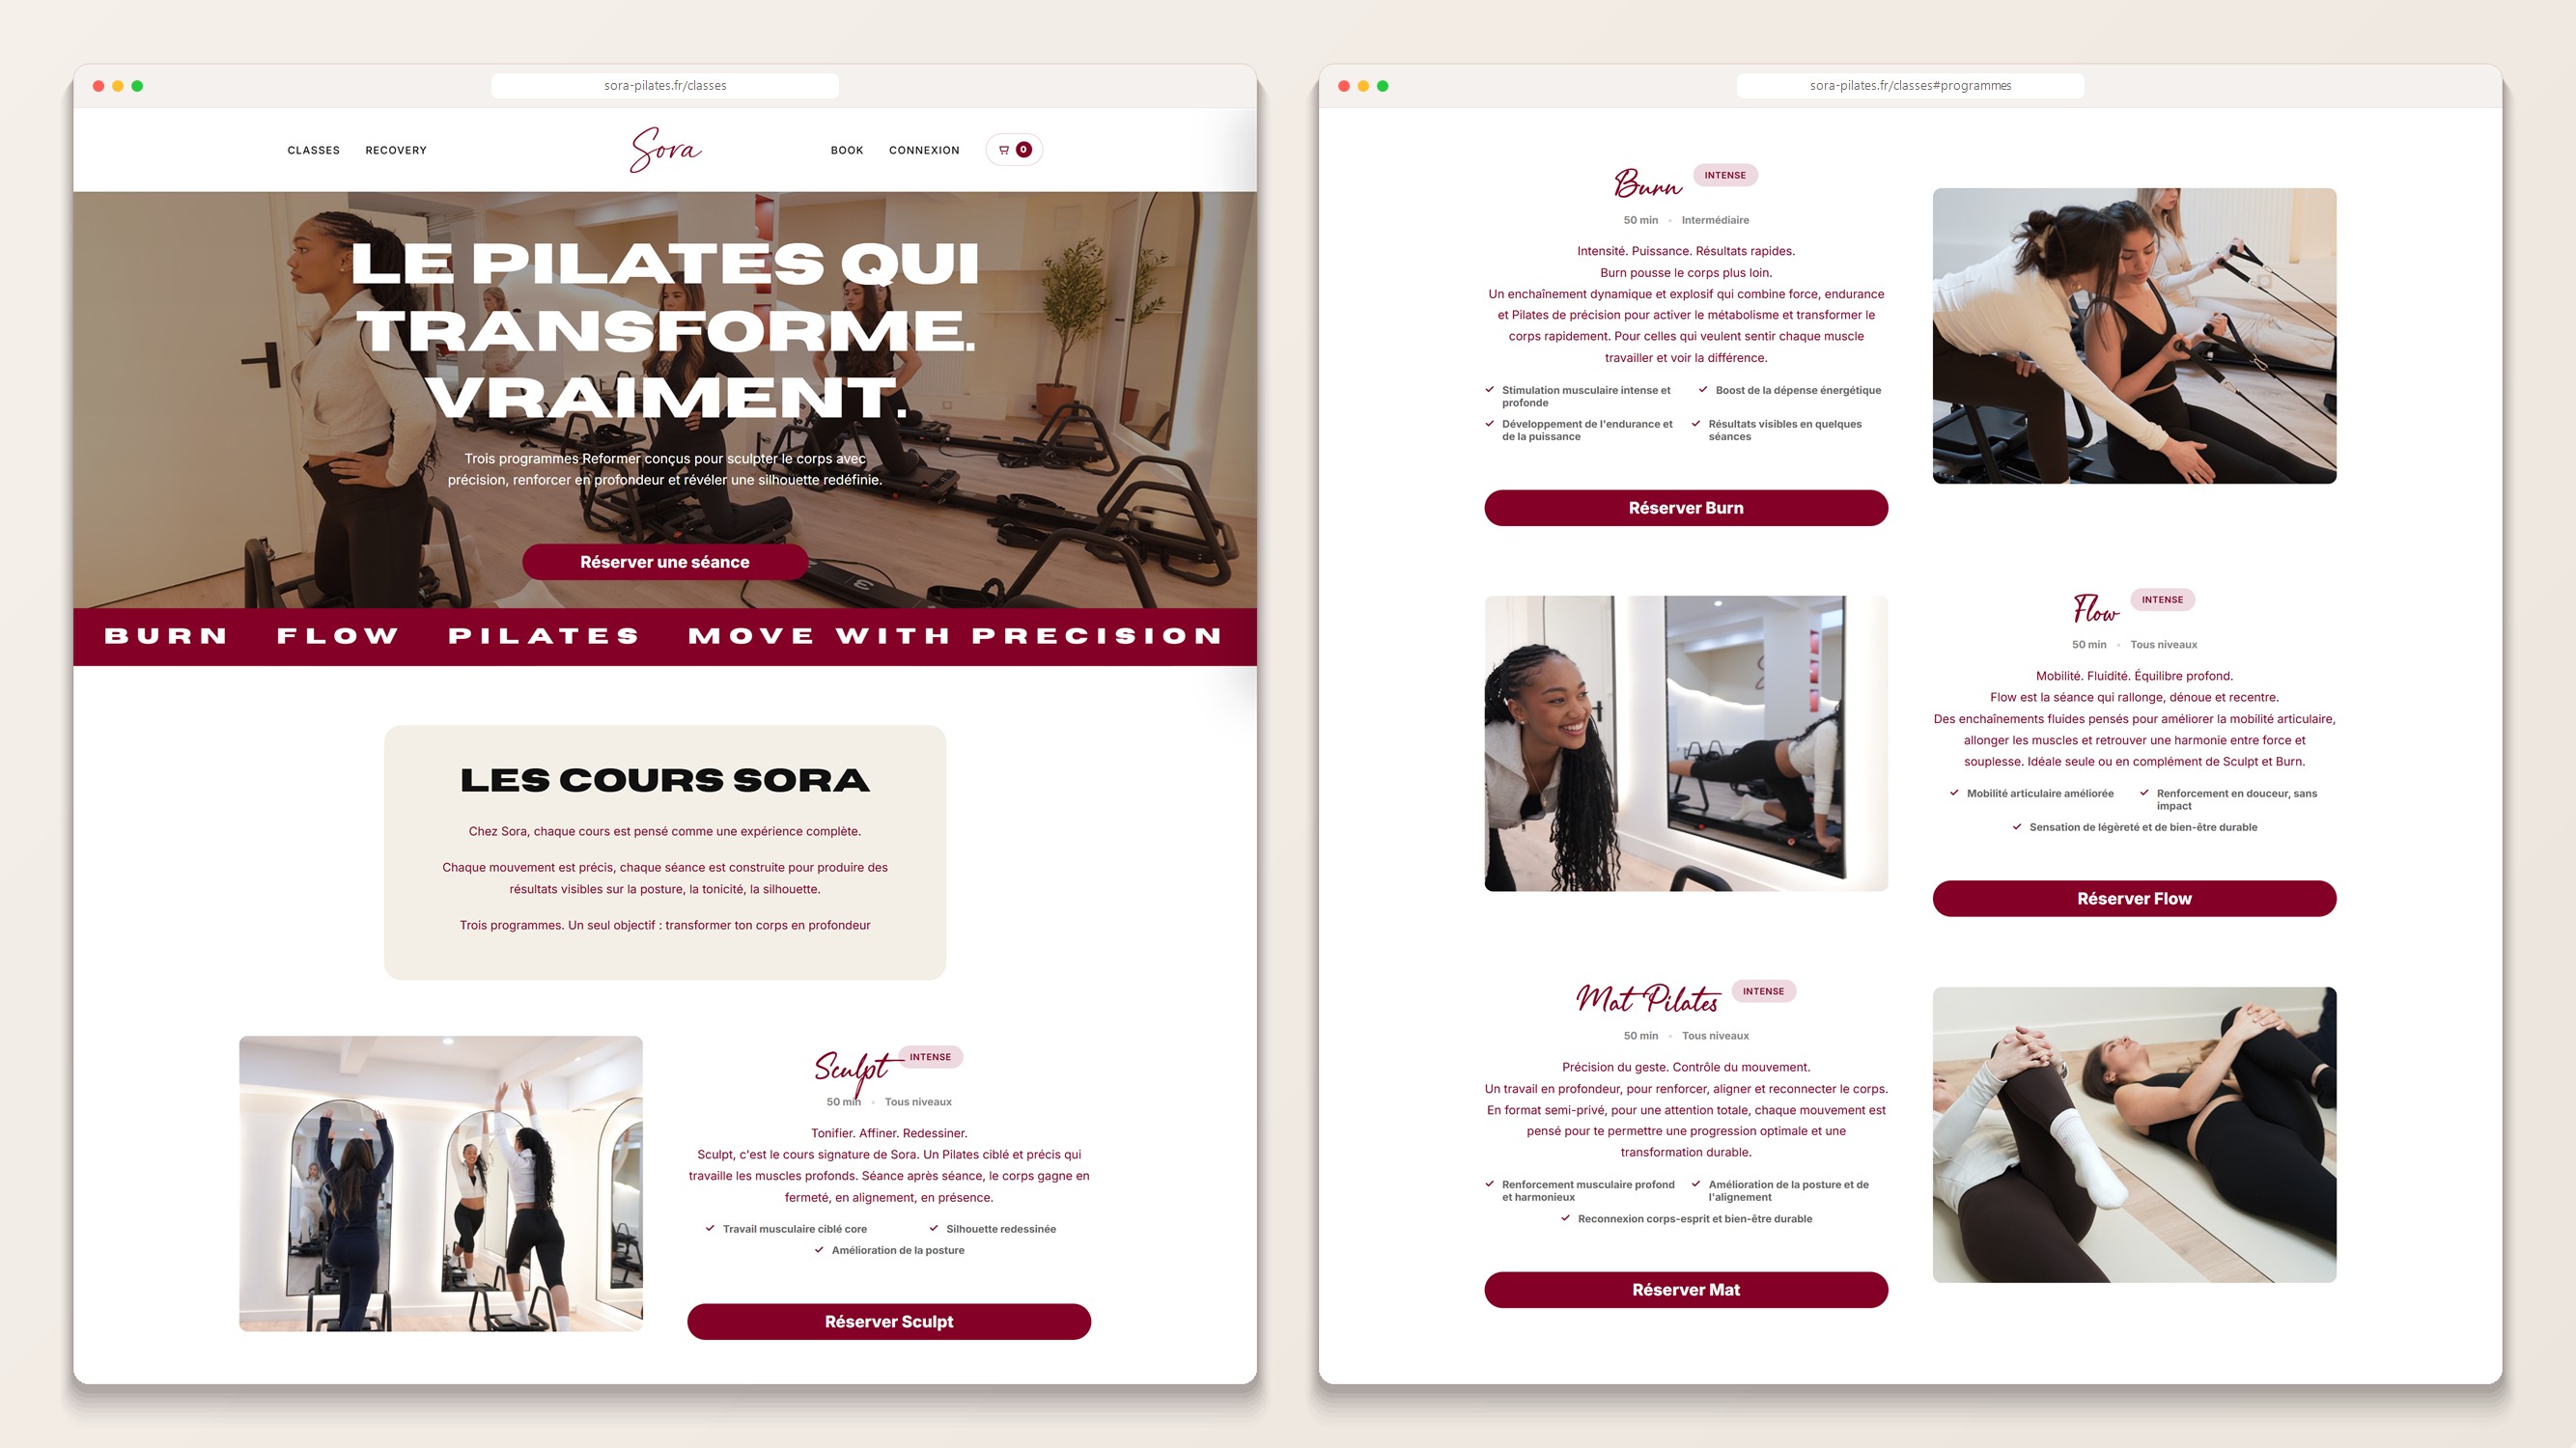 sora-pilates.fr/classes
CLASSES RECOVERY Sora BOOK CONNEXION 0
LE PILATES QUI
TRANSFORME.
VRAIMENT.
Trois programmes Reformer conçus pour sculpter le corps avec
précision, renforcer en profondeur et révéler une silhouette redéfinie.
Réserver une séance
BURN FLOW PILATES MOVE WITH PRECISION
LES COURS SORA
Chez Sora, chaque cours est pensé comme une expérience complète.
Chaque mouvement est précis, chaque séance est construite pour produire des
résultats visibles sur la posture, la tonicité, la silhouette.
Trois programmes. Un seul objectif : transformer ton corps en profondeur
Sculpt INTENSE
50 min Tous niveaux
Tonifier. Affiner. Redessiner.
Sculpt, c'est le cours signature de Sora. Un Pilates ciblé et précis qui
travaille les muscles profonds. Séance après séance, le corps gagne en
fermeté, en alignement, en présence.
Travail musculaire ciblé core
Silhouette redessinée
Amélioration de la posture
Réserver Sculpt
sora-pilates.fr/classes#programmes
Burn INTENSE
50 min Intermédiaire
Intensité. Puissance. Résultats rapides.
Burn pousse le corps plus loin.
Un enchaînement dynamique et explosif qui combine force, endurance
et Pilates de précision pour activer le métabolisme et transformer le
corps rapidement. Pour celles qui veulent sentir chaque muscle
travailler et voir la différence.
Stimulation musculaire intense et
profonde
Boost de la dépense énergétique
Développement de l'endurance et
de la puissance
Résultats visibles en quelques
séances
Réserver Burn
Flow INTENSE
50 min Tous niveaux
Mobilité. Fluidité. Équilibre profond.
Flow est la séance qui rallonge, dénoue et recentre.
Des enchaînements fluides pensés pour améliorer la mobilité articulaire,
allonger les muscles et retrouver une harmonie entre force et
souplesse. Idéale seule ou en complément de Sculpt et Burn.
Mobilité articulaire améliorée
Renforcement en douceur, sans
impact
Sensation de légèreté et de bien-être durable
Réserver Flow
Mat Pilates INTENSE
50 min Tous niveaux
Précision du geste. Contrôle du mouvement.
Un travail en profondeur, pour renforcer, aligner et reconnecter le corps.
En format semi-privé, pour une attention totale, chaque mouvement est
pensé pour te permettre une progression optimale et une
transformation durable.
Renforcement musculaire profond
et harmonieux
Amélioration de la posture et de
l'alignement
Reconnexion corps-esprit et bien-être durable
Réserver Mat